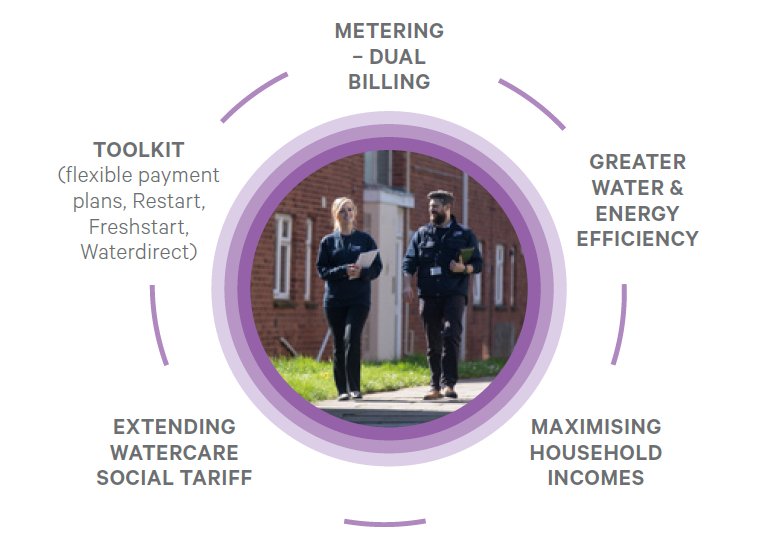 METERING
– DUAL
BILLING
GREATER
WATER &
ENERGY
EFFICIENCY
MAXIMISING
HOUSEHOLD
INCOMES
EXTENDING
WATERCARE
SOCIAL TARIFF
TOOLKIT
(flexible payment
plans, Restart,
Freshstart,
Waterdirect)